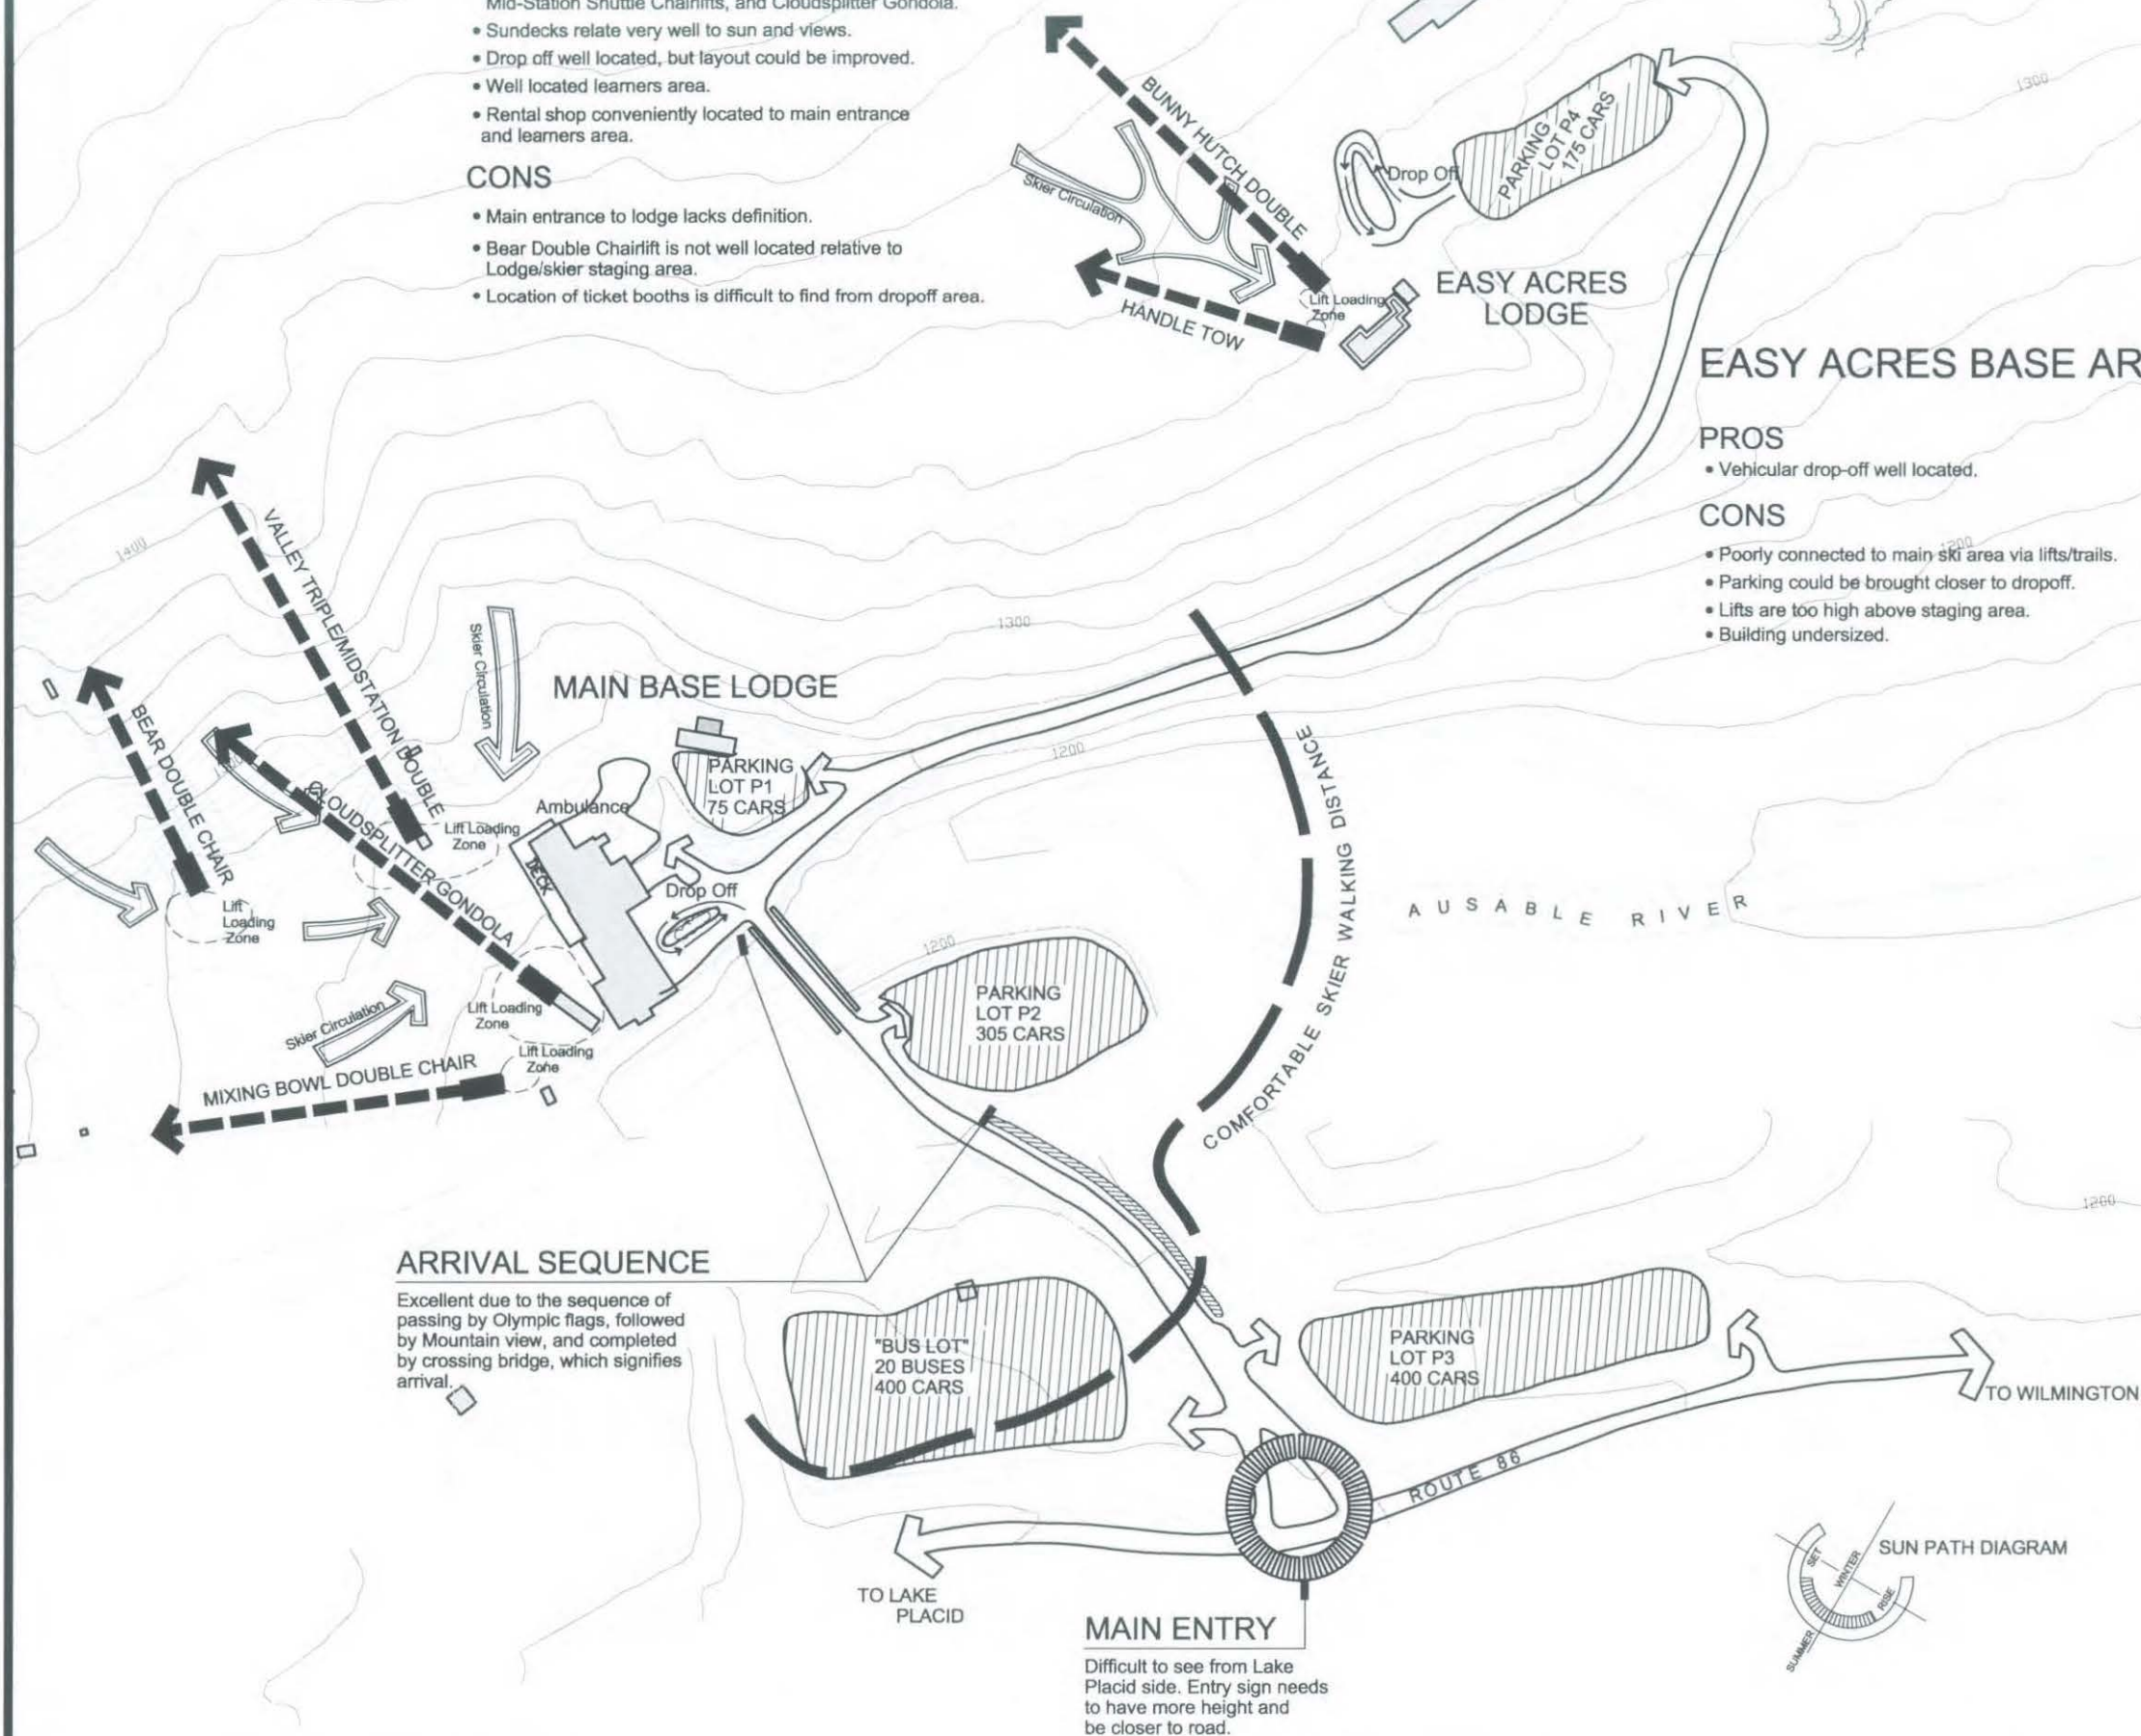 Mid-Station Shuttle Chairlifts, and Cloudsplitter Gondola.
• Sundecks relate very well to sun and views.
• Drop off well located, but layout could be improved.
• Well located learners area.
• Rental shop conveniently located to main entrance
and learners area.
CONS
• Main entrance to lodge lacks definition.
• Bear Double Chairlift is not well located relative to
Lodge/skier staging area.
• Location of ticket booths is difficult to find from dropoff area.
BUNNY HUTCH DOUBLE
Skier Circulation
HANDLE TOW
Lift Loading
Zone
Drop Off
PARKING
LOT P4
175 CARS
EASY ACRES
LODGE
1300
EASY ACRES BASE AR
PROS
• Vehicular drop-off well located.
CONS
• Poorly connected to main ski area via lifts/trails.
• Parking could be brought closer to dropoff.
• Lifts are too high above staging area.
• Building undersized.
1200
1400
VALLEY TRIPLE/MIDSTATION DOUBLE
Skier Circulation
1300
MAIN BASE LODGE
BEAR DOUBLE CHAIR
CLOUDSPLITTER GONDOLA
Lift Loading
Zone
Ambulance
DECK
PARKING
LOT P1
75 CARS
1200
Drop Off
Lift
Loading
Zone
Lift Loading
Zone
Skier Circulation
Lift Loading
Zone
MIXING BOWL DOUBLE CHAIR
1200
PARKING
LOT P2
305 CARS
COMFORTABLE SKIER WALKING DISTANCE
AUSABLE RIVER
1200
ARRIVAL SEQUENCE
Excellent due to the sequence of
passing by Olympic flags, followed
by Mountain view, and completed
by crossing bridge, which signifies
arrival.
"BUS LOT"
20 BUSES
400 CARS
PARKING
LOT P3
400 CARS
TO WILMINGTON
ROUTE 86
TO LAKE
PLACID
MAIN ENTRY
Difficult to see from Lake
Placid side. Entry sign needs
to have more height and
be closer to road.
SUN PATH DIAGRAM
SET
WINTER
RISE
SUMMER